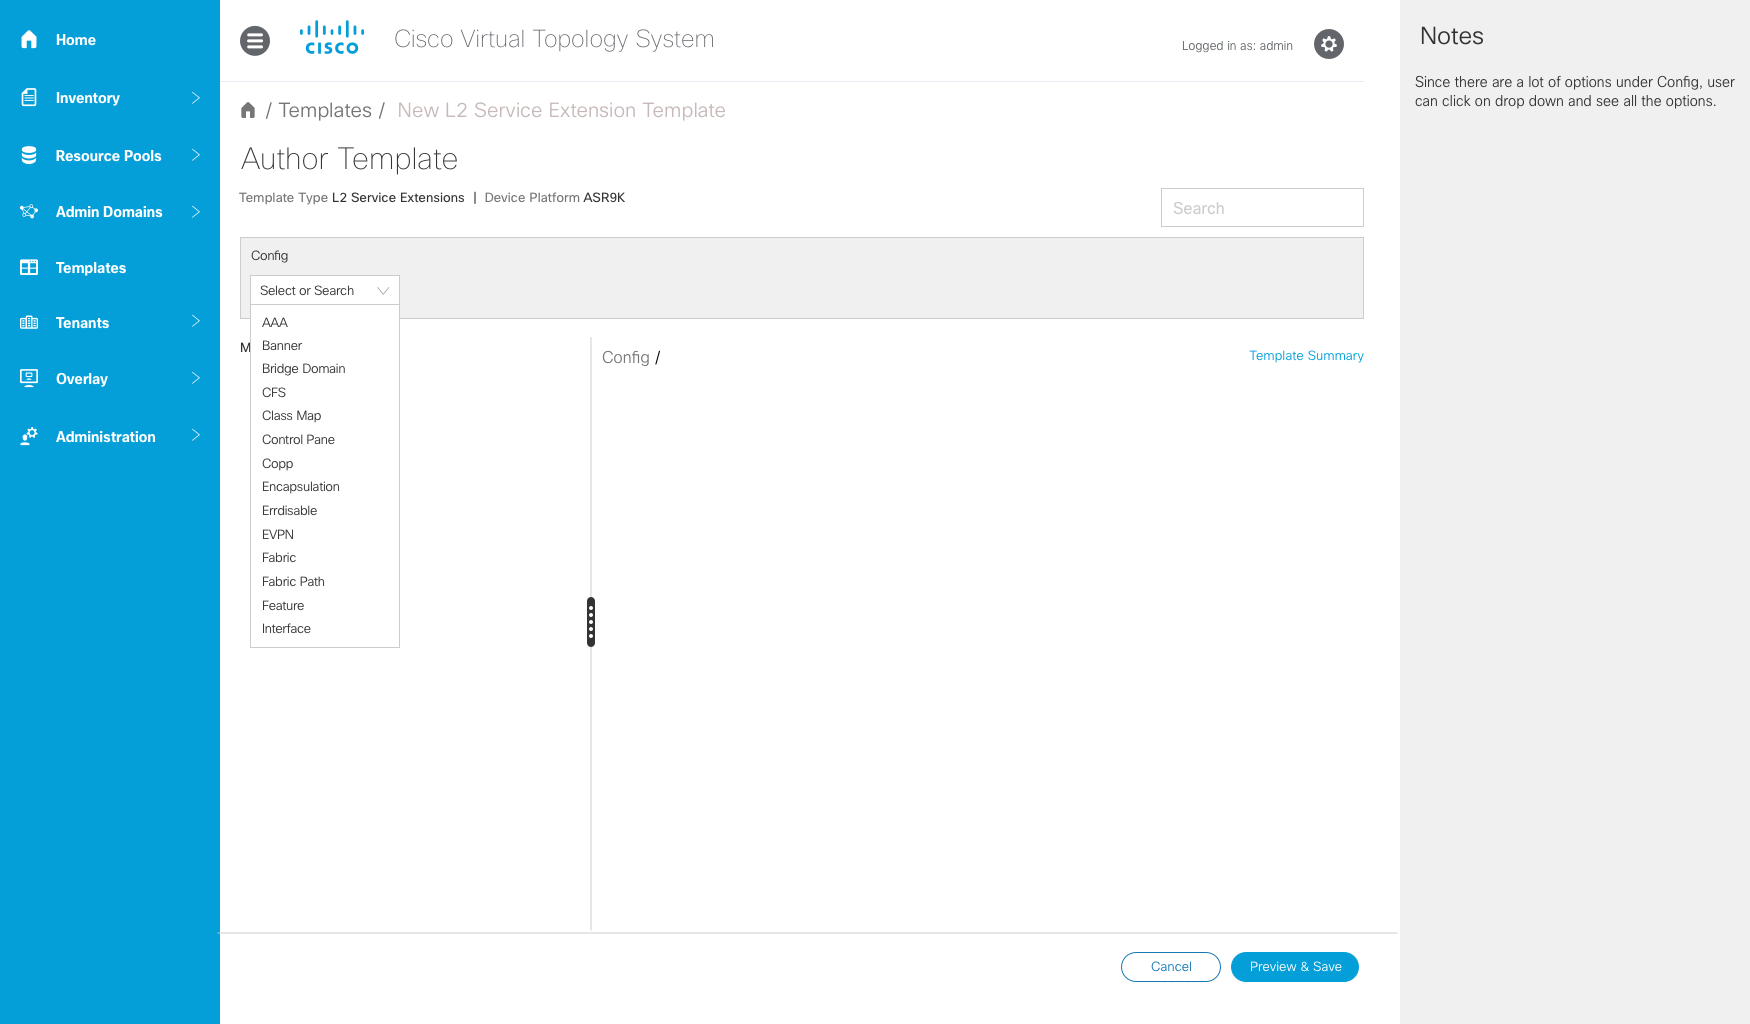 Home
Inventory
Resource Pools
Admin Domains
Templates
Tenants
Overlay
Administration
CISCO
Cisco Virtual Topology System
Logged in as: admin
/ Templates / New L2 Service Extension Template
Author Template
Template Type L2 Service Extensions | Device Platform ASR9K
Search
Config
Select or Search
AAA
Banner
Bridge Domain
CFS
Class Map
Control Pane
Copp
Encapsulation
Errdisable
EVPN
Fabric
Fabric Path
Feature
Interface
M
Config /
Template Summary
Cancel
Preview & Save
Notes
Since there are a lot of options under Config, user
can click on drop down and see all the options.